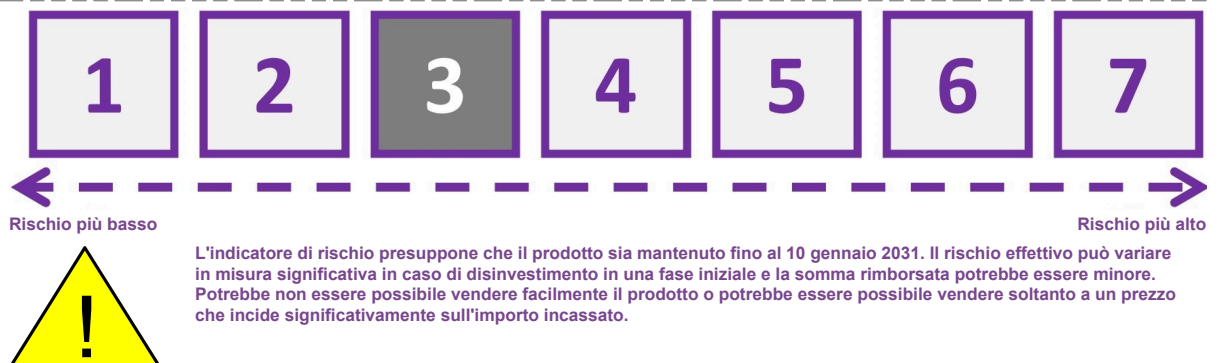 1 2 3 4 5 6 7
Rischio più basso Rischio più alto
L'indicatore di rischio presuppone che il prodotto sia mantenuto fino al 10 gennaio 2031. Il rischio effettivo può variare
in misura significativa in caso di disinvestimento in una fase iniziale e la somma rimborsata potrebbe essere minore.
Potrebbe non essere possibile vendere facilmente il prodotto o potrebbe essere possibile vendere soltanto a un prezzo
che incide significativamente sull'importo incassato.
!